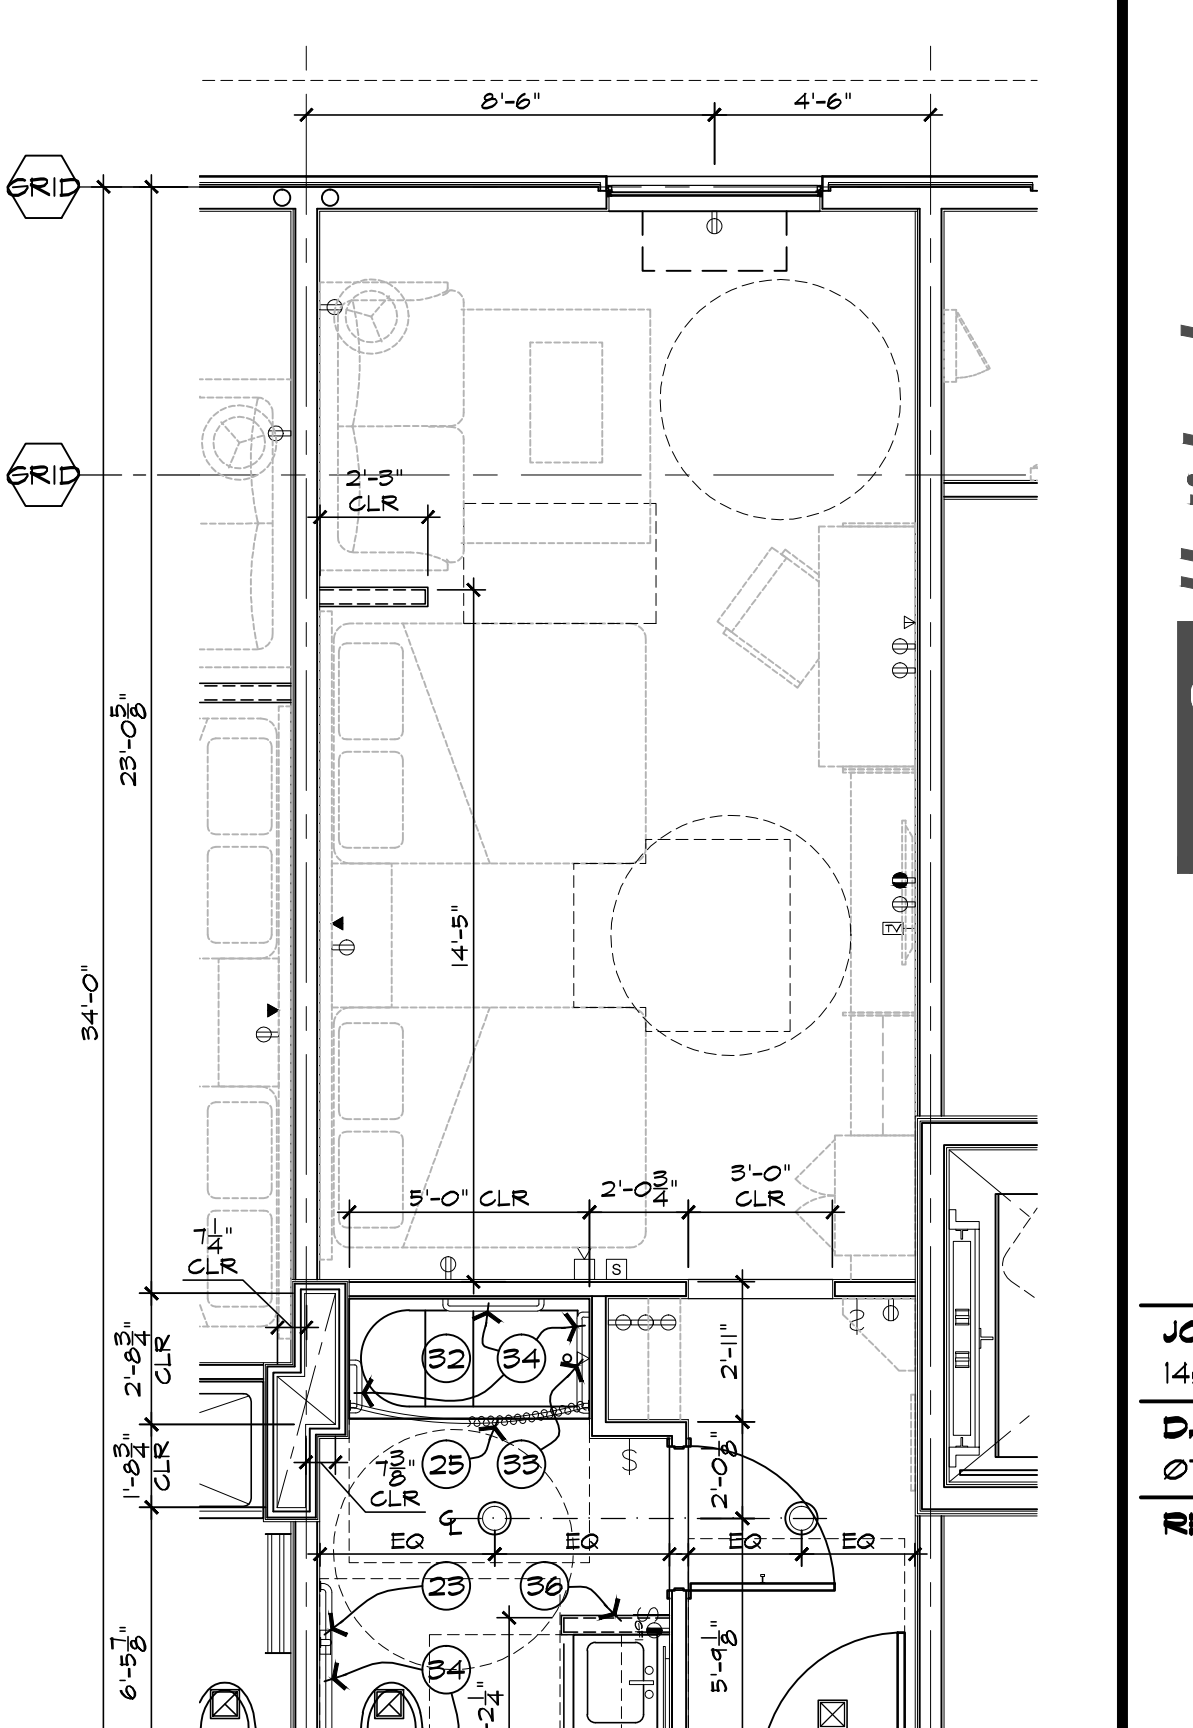 8'-6"
4'-6"
GRID
GRID
2'-3"
CLR
23'-0 5/8"
14'-5"
34'-0"
TV
5'-0" CLR
2'-0 3/4"
3'-0"
CLR
7 1/4"
CLR
S
2'-8 3/4"
CLR
32
34
2'-11"
1'-8 3/4"
CLR
7 3/8"
CLR
25
33
2'-0 1/8"
CL
EQ
EQ
EQ
EQ
23
36
34
6'-5 7/8"
5'-9 1/8"